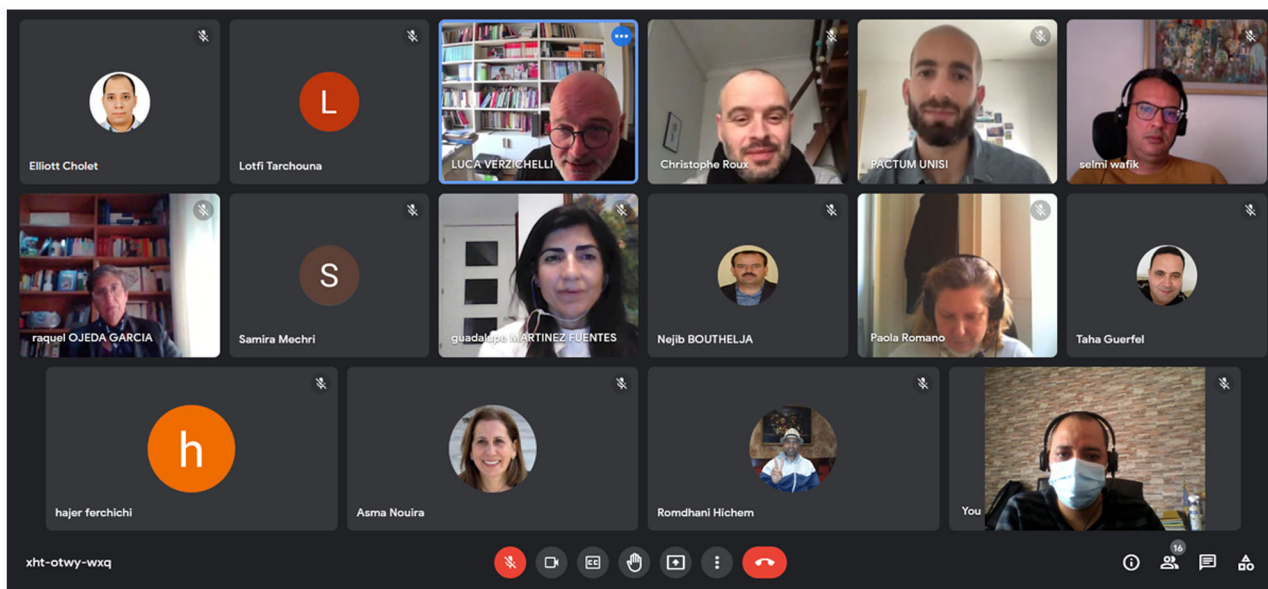 Elliott Cholet
L
Lotfi Tarchouna
LUCA VERZICHELLI
Christophe Roux
PACTUM UNISI
selmi wafik
raquel OJEDA GARCIA
S
Samira Mechri
guadalupe MARTINEZ FUENTES
Nejib BOUTHELJA
Paola Romano
Taha Guerfel
h
hajer ferchichi
Asma Nouira
Romdhani Hichem
You
xht-otwy-wxq
CC
16